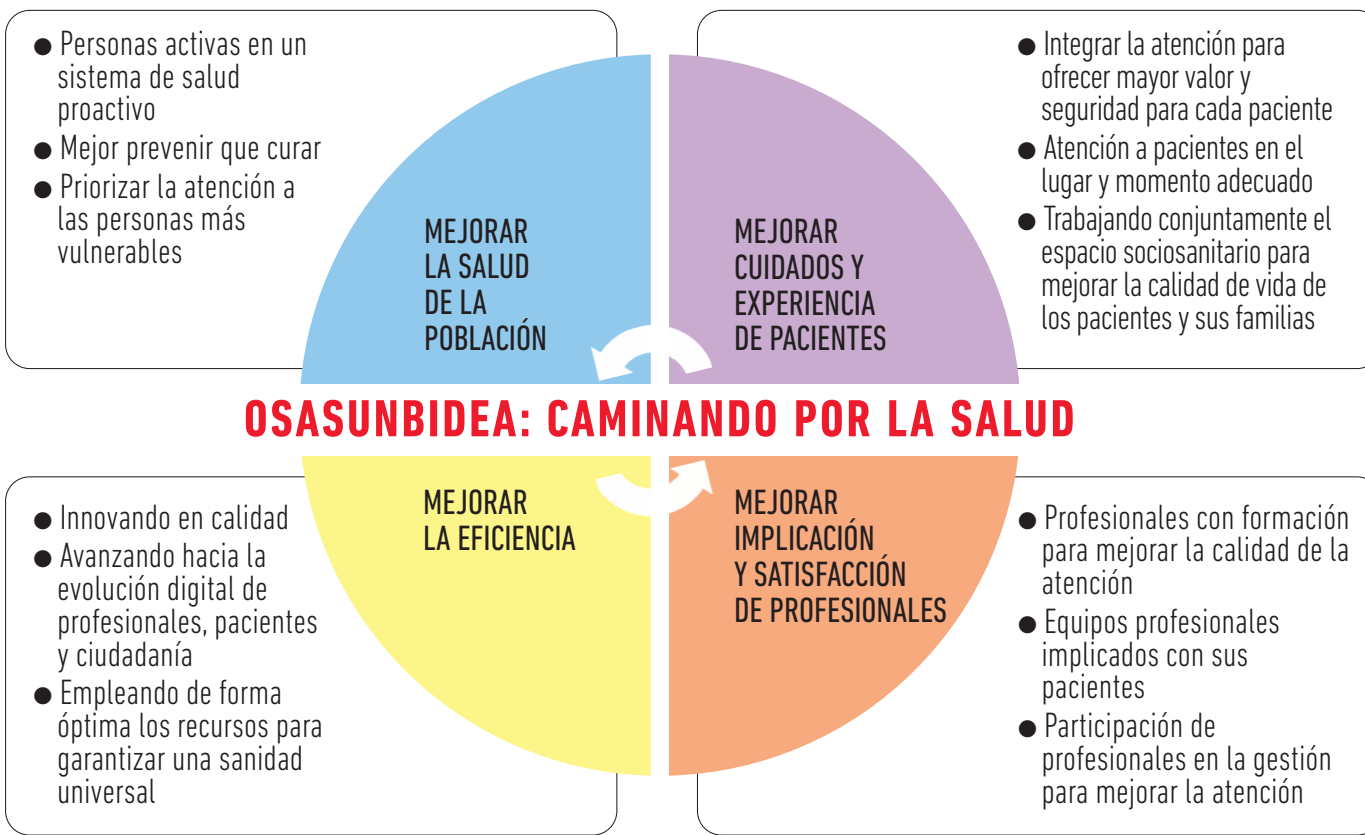 ● Personas activas en un
sistema de salud
proactivo
● Mejor prevenir que curar
● Priorizar la atención a
las personas más
vulnerables
MEJORAR
LA SALUD
DE LA
POBLACIÓN
MEJORAR
CUIDADOS Y
EXPERIENCIA
DE PACIENTES
● Integrar la atención para
ofrecer mayor valor y
seguridad para cada paciente
● Atención a pacientes en el
lugar y momento adecuado
● Trabajando conjuntamente el
espacio sociosanitario para
mejorar la calidad de vida de
los pacientes y sus familias
OSASUNBIDEA: CAMINANDO POR LA SALUD
● Innovando en calidad
● Avanzando hacia la
evolución digital de
profesionales, pacientes
y ciudadanía
● Empleando de forma
óptima los recursos para
garantizar una sanidad
universal
MEJORAR
LA EFICIENCIA
MEJORAR
IMPLICACIÓN
Y SATISFACCIÓN
DE PROFESIONALES
● Profesionales con formación
para mejorar la calidad de la
atención
● Equipos profesionales
implicados con sus
pacientes
● Participación de
profesionales en la gestión
para mejorar la atención